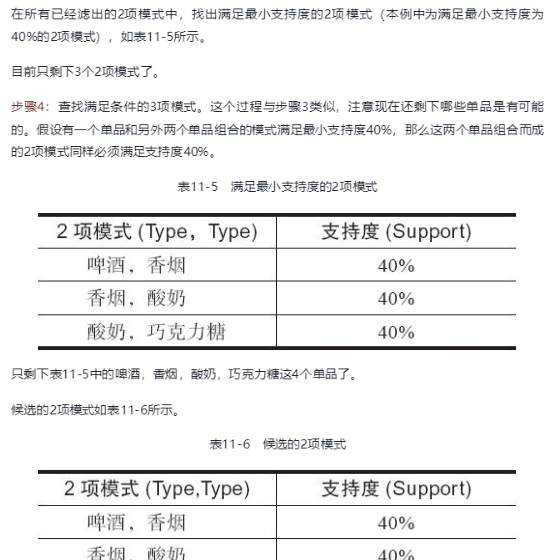 在所有已经滤出的2项模式中，找出满足最小支持度的2项模式（本例中为满足最小支持度为
40%的2项模式），如表11-5所示。
目前只剩下3个2项模式了。
步骤4：查找满足条件的3项模式。这个过程与步骤3类似，注意现在还剩下哪些单品是有可能
的。假设有一个单品和另外两个单品组合的模式满足最小支持度40%，那么这两个单品组合而成
的2项模式同样必须满足支持度40%。
表11-5 满足最小支持度的2项模式
2 项模式 (Type，Type) 支持度 (Support)
啤酒，香烟 40%
香烟，酸奶 40%
酸奶，巧克力糖 40%
只剩下表11-5中的啤酒，香烟，酸奶，巧克力糖这4个单品了。
候选的2项模式如表11-6所示。
表11-6 候选的2项模式
2 项模式 (Type,Type) 支持度 (Support)
啤酒，香烟 40%
香烟，酸奶 40%